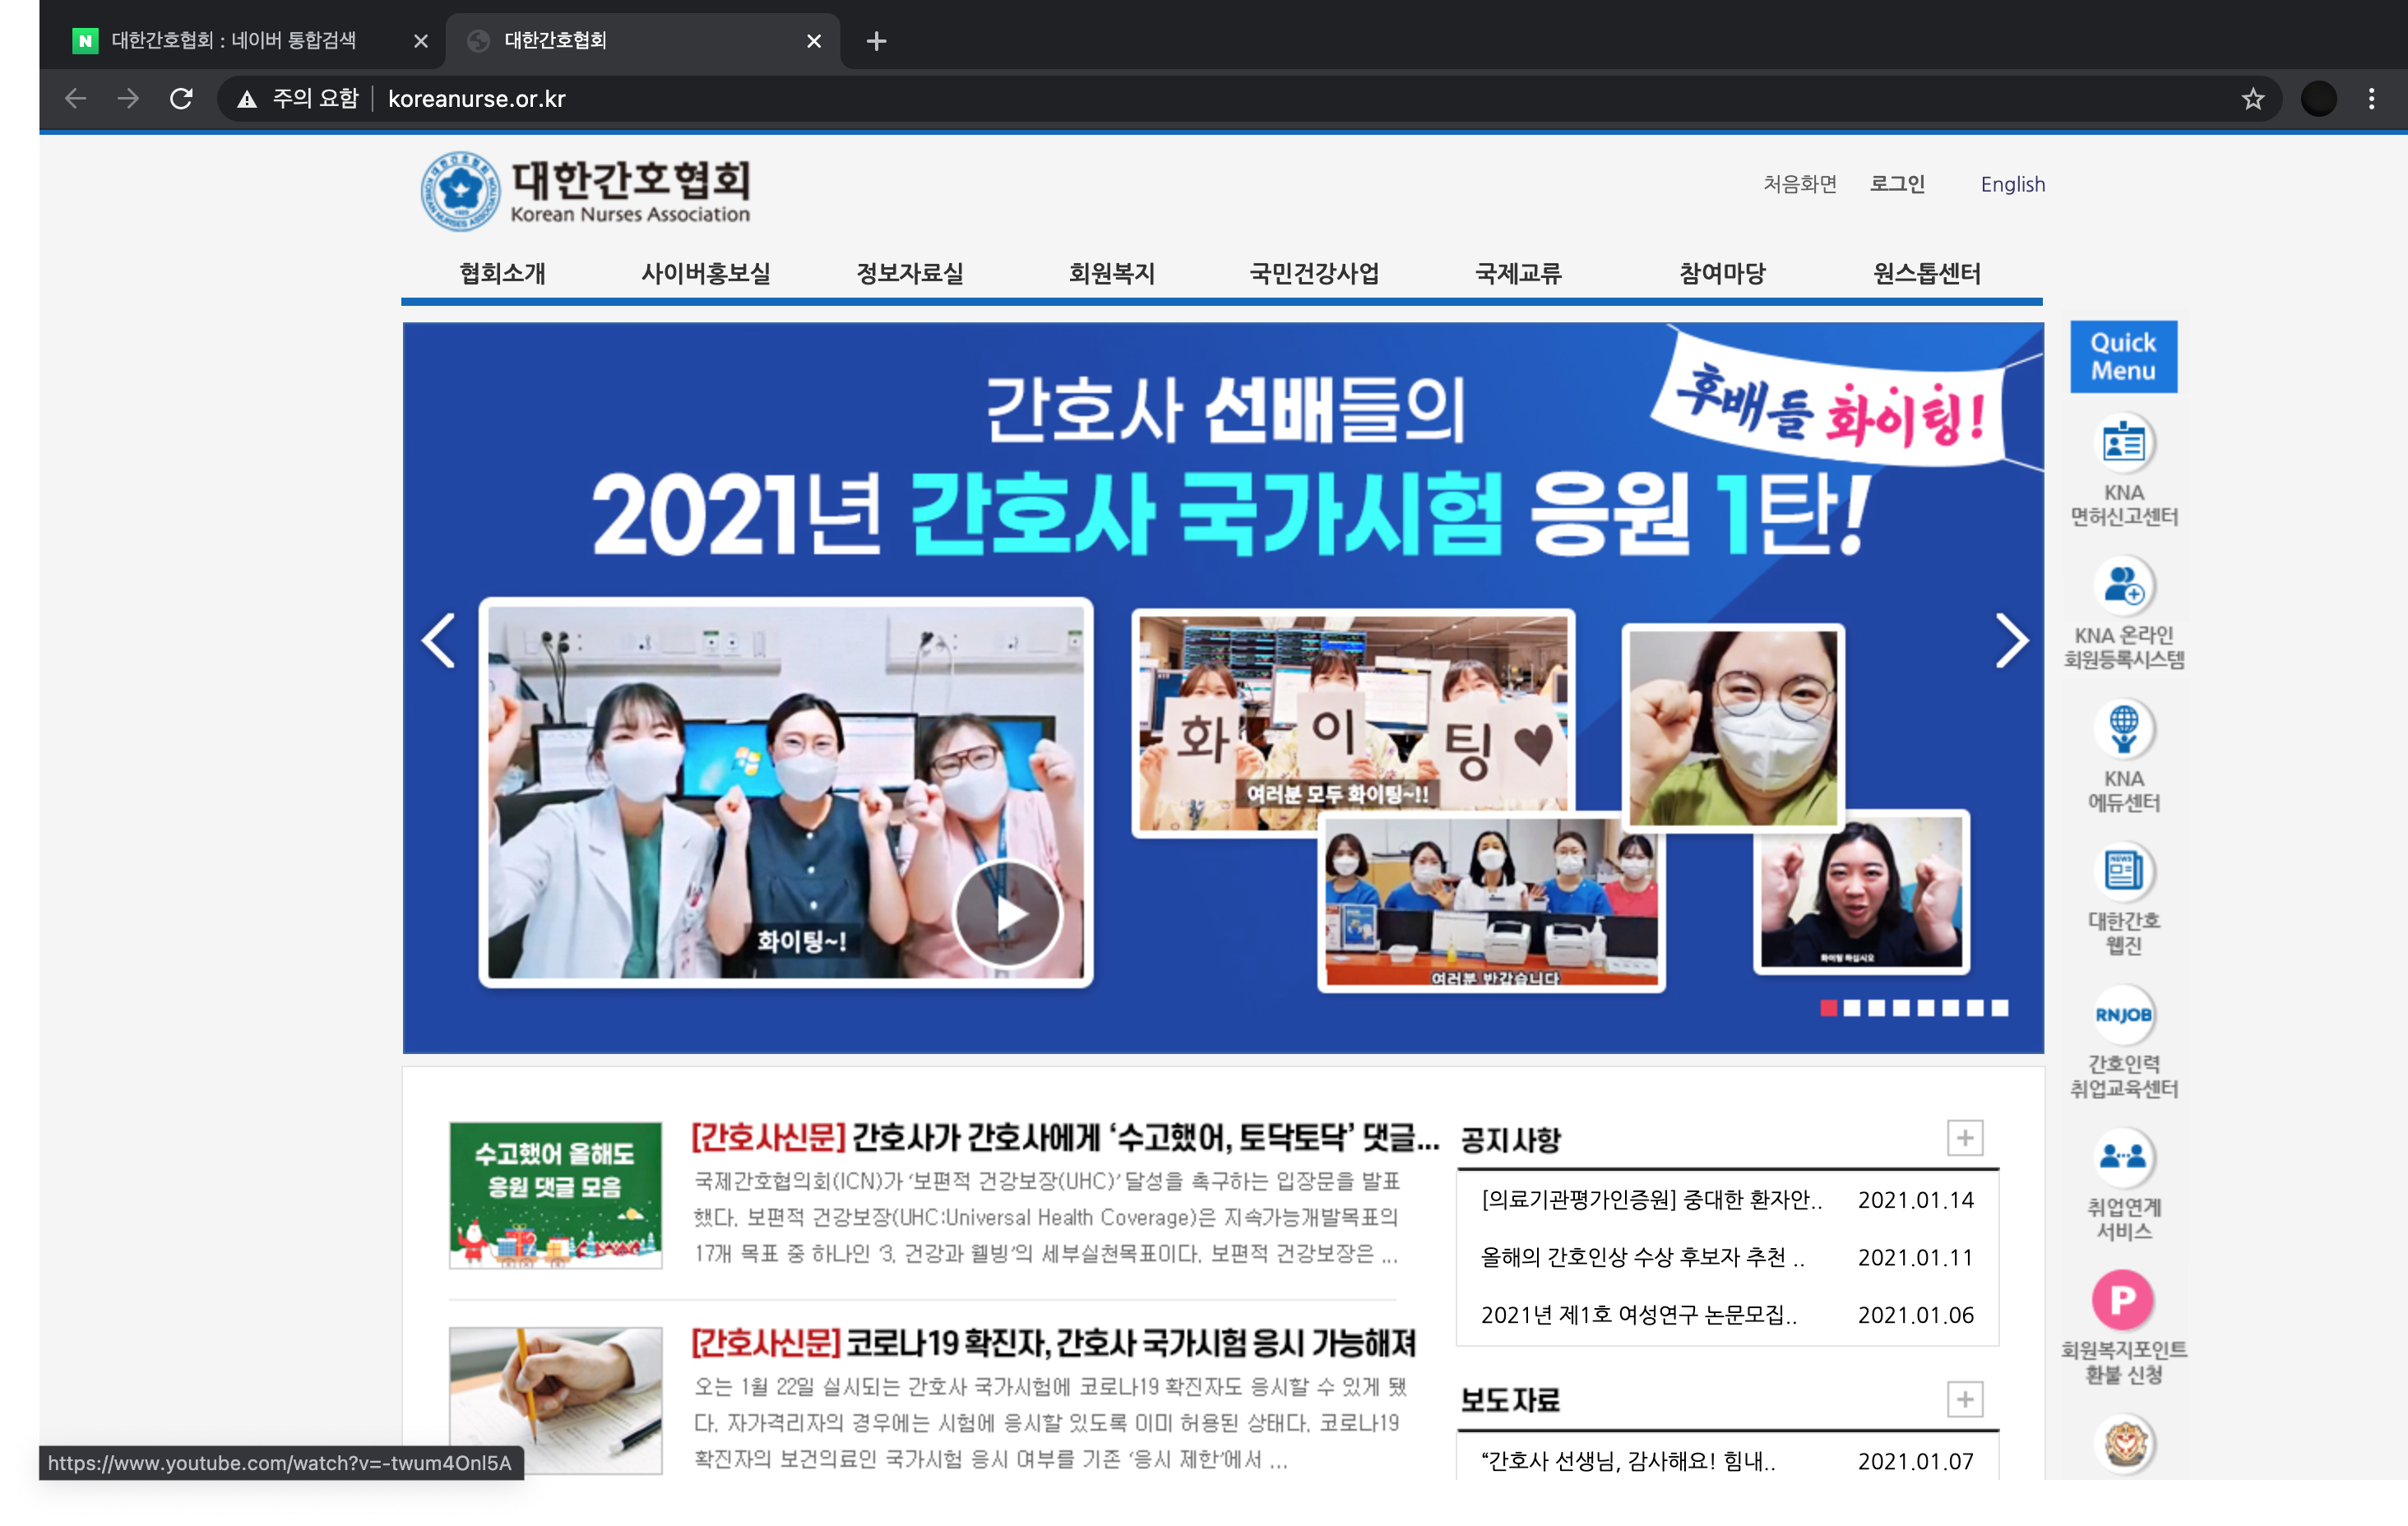 대한간호협회 : 네이버 통합검색
대한간호협회
주의 요함 koreanurse.or.kr
대한간호협회
Korean Nurses Association
처음화면 로그인 English
협회소개 사이버홍보실 정보자료실 회원복지 국민건강사업 국제교류 참여마당 원스톱센터
후배들 화이팅!
간호사 선배들의
2021년 간호사 국가시험 응원 1탄!
화이팅~!
화 이 팅
여러분 모두 화이팅~!!
여러분 반갑습니다
화이팅 하십시오
Quick
Menu
KNA
면허신고센터
KNA 온라인
회원등록시스템
KNA
에듀센터
NEWS
대한간호
웹진
RNJOB
간호인력
취업교육센터
취업연계
서비스
P
회원복지포인트
환불 신청
수고했어 올해도
응원 댓글 모음
[간호사신문] 간호사가 간호사에게 ‘수고했어, 토닥토닥’ 댓글...
국제간호협의회(ICN)가 ‘보편적 건강보장(UHC)’ 달성을 촉구하는 입장문을 발표
했다. 보편적 건강보장(UHC:Universal Health Coverage)은 지속가능개발목표의
17개 목표 중 하나인 ‘3. 건강과 웰빙’의 세부실천목표이다. 보편적 건강보장은 ...
[간호사신문] 코로나19 확진자, 간호사 국가시험 응시 가능해져
오는 1월 22일 실시되는 간호사 국가시험에 코로나19 확진자도 응시할 수 있게 됐
다. 자가격리자의 경우에는 시험에 응시할 있도록 이미 허용된 상태다. 코로나19
확진자의 보건의료인 국가시험 응시 여부를 기존 ‘응시 제한’에서 ...
공지사항
[의료기관평가인증원] 중대한 환자안.. 2021.01.14
올해의 간호인상 수상 후보자 추천 .. 2021.01.11
2021년 제1호 여성연구 논문모집.. 2021.01.06
보도자료
“간호사 선생님, 감사해요! 힘내.. 2021.01.07
https://www.youtube.com/watch?v=-twum4Onl5A